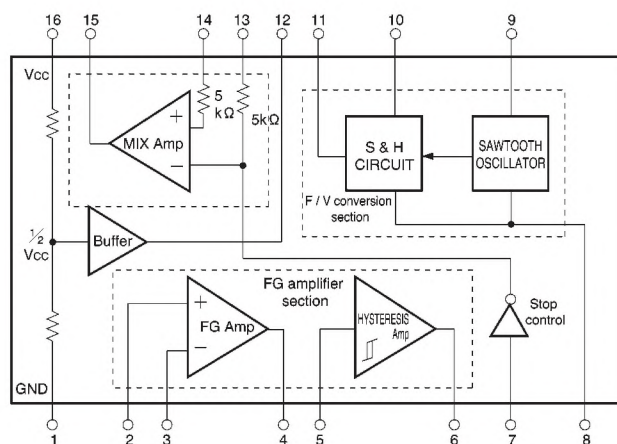 16 15 14 13 12 11 10 9
Vcc
5
kΩ
5kΩ
+
MIX Amp
−
S & H
CIRCUIT
SAWTOOTH
OSCILLATOR
F / V conversion
section
1/2
Vcc
Buffer
FG amplifier
section
+
FG Amp
−
HYSTERESIS
Amp
Stop
control
GND
1 2 3 4 5 6 7 8